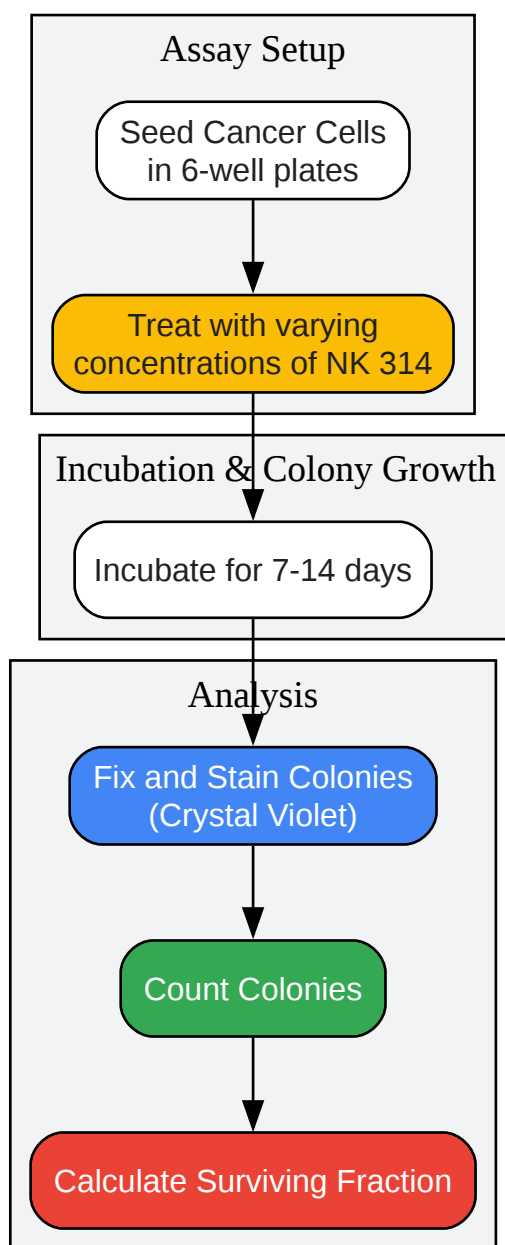 Assay Setup
Seed Cancer Cells
in 6-well plates
Treat with varying
concentrations of NK 314
Incubation & Colony Growth
Incubate for 7-14 days
Analysis
Fix and Stain Colonies
(Crystal Violet)
Count Colonies
Calculate Surviving Fraction